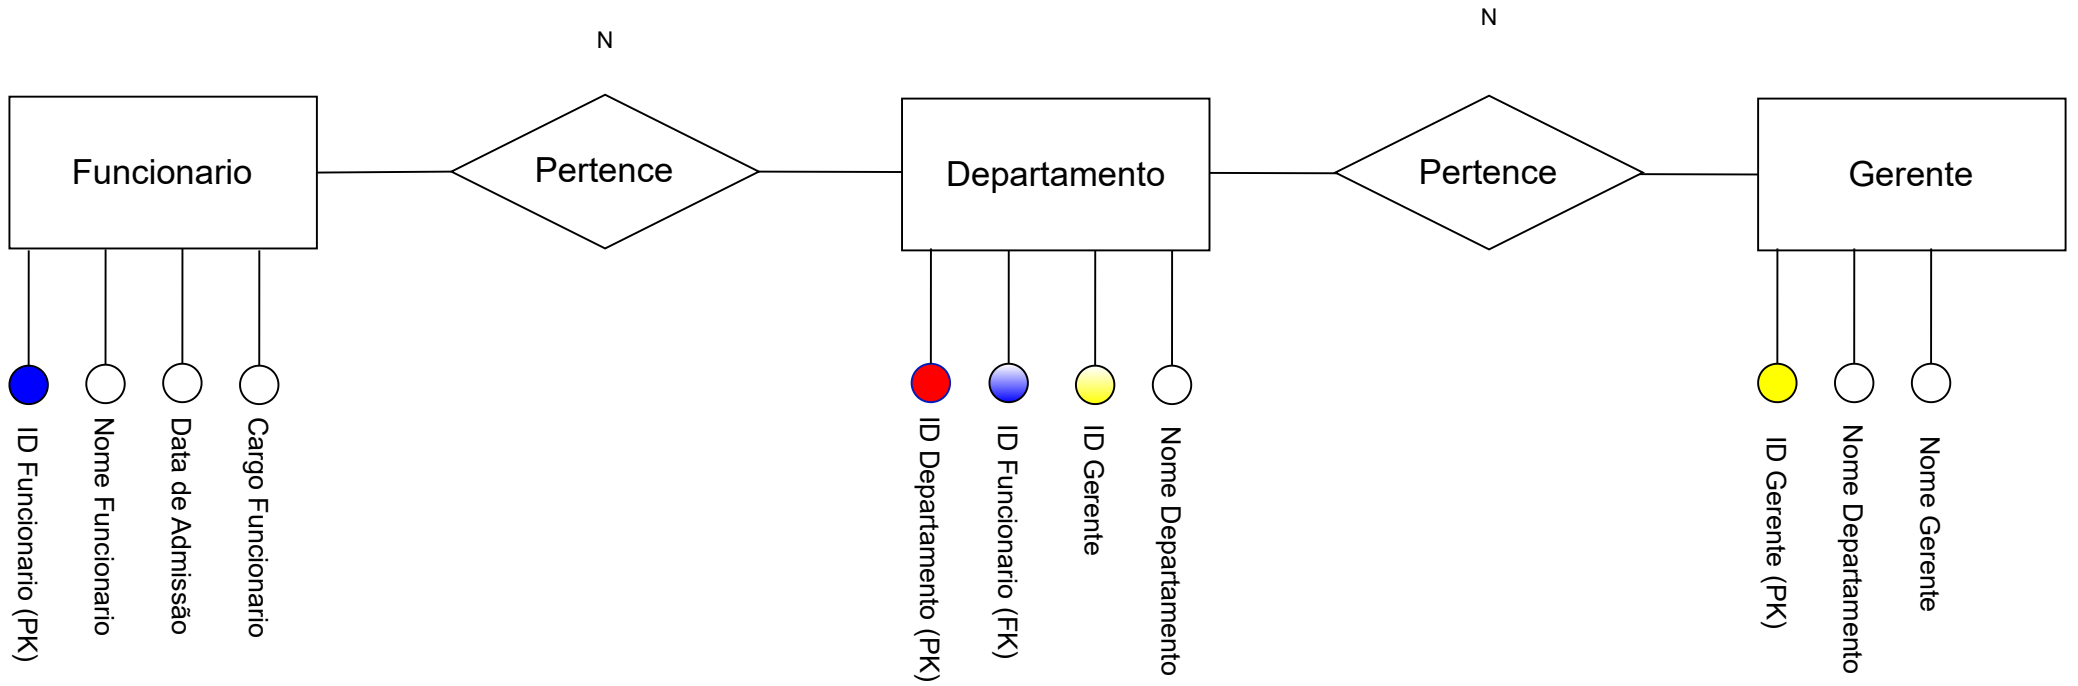 N
N
Funcionario
Pertence
Departamento
Pertence
Gerente
ID Funcionario (PK)
Nome Funcionario
Data de Admissão
Cargo Funcionario
ID Departamento (PK)
ID Funcionario (FK)
ID Gerente
Nome Departamento
ID Gerente (PK)
Nome Departamento
Nome Gerente